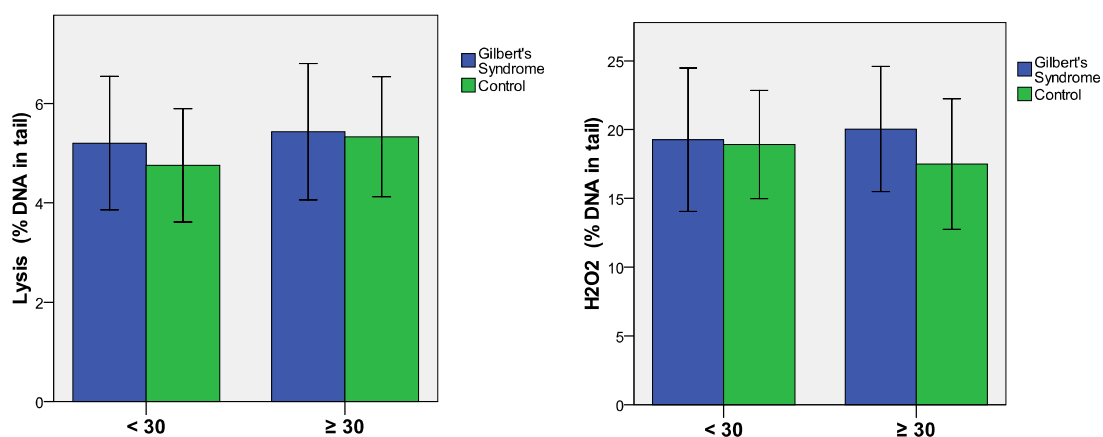 Lysis (% DNA in tail)
6
4
2
0
< 30
≥ 30
Gilbert's
Syndrome
Control
H2O2 (% DNA in tail)
25
20
15
10
5
0
< 30
≥ 30
Gilbert's
Syndrome
Control